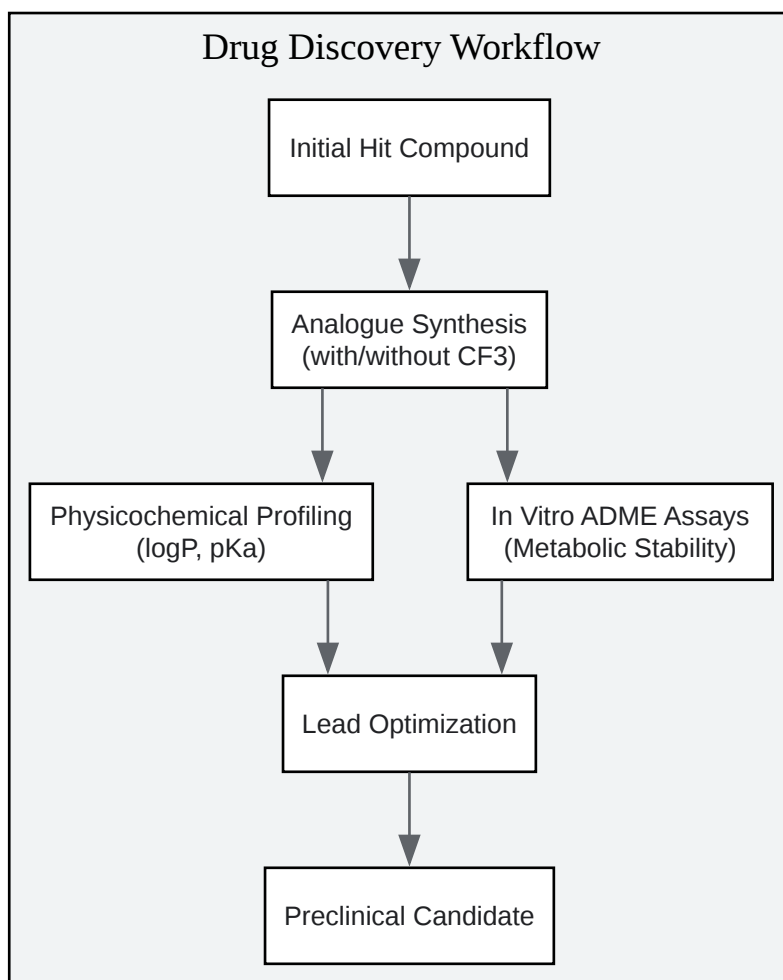 Drug Discovery Workflow
Initial Hit Compound
Analogue Synthesis
(with/without CF3)
Physicochemical Profiling
(logP, pKa)
In Vitro ADME Assays
(Metabolic Stability)
Lead Optimization
Preclinical Candidate